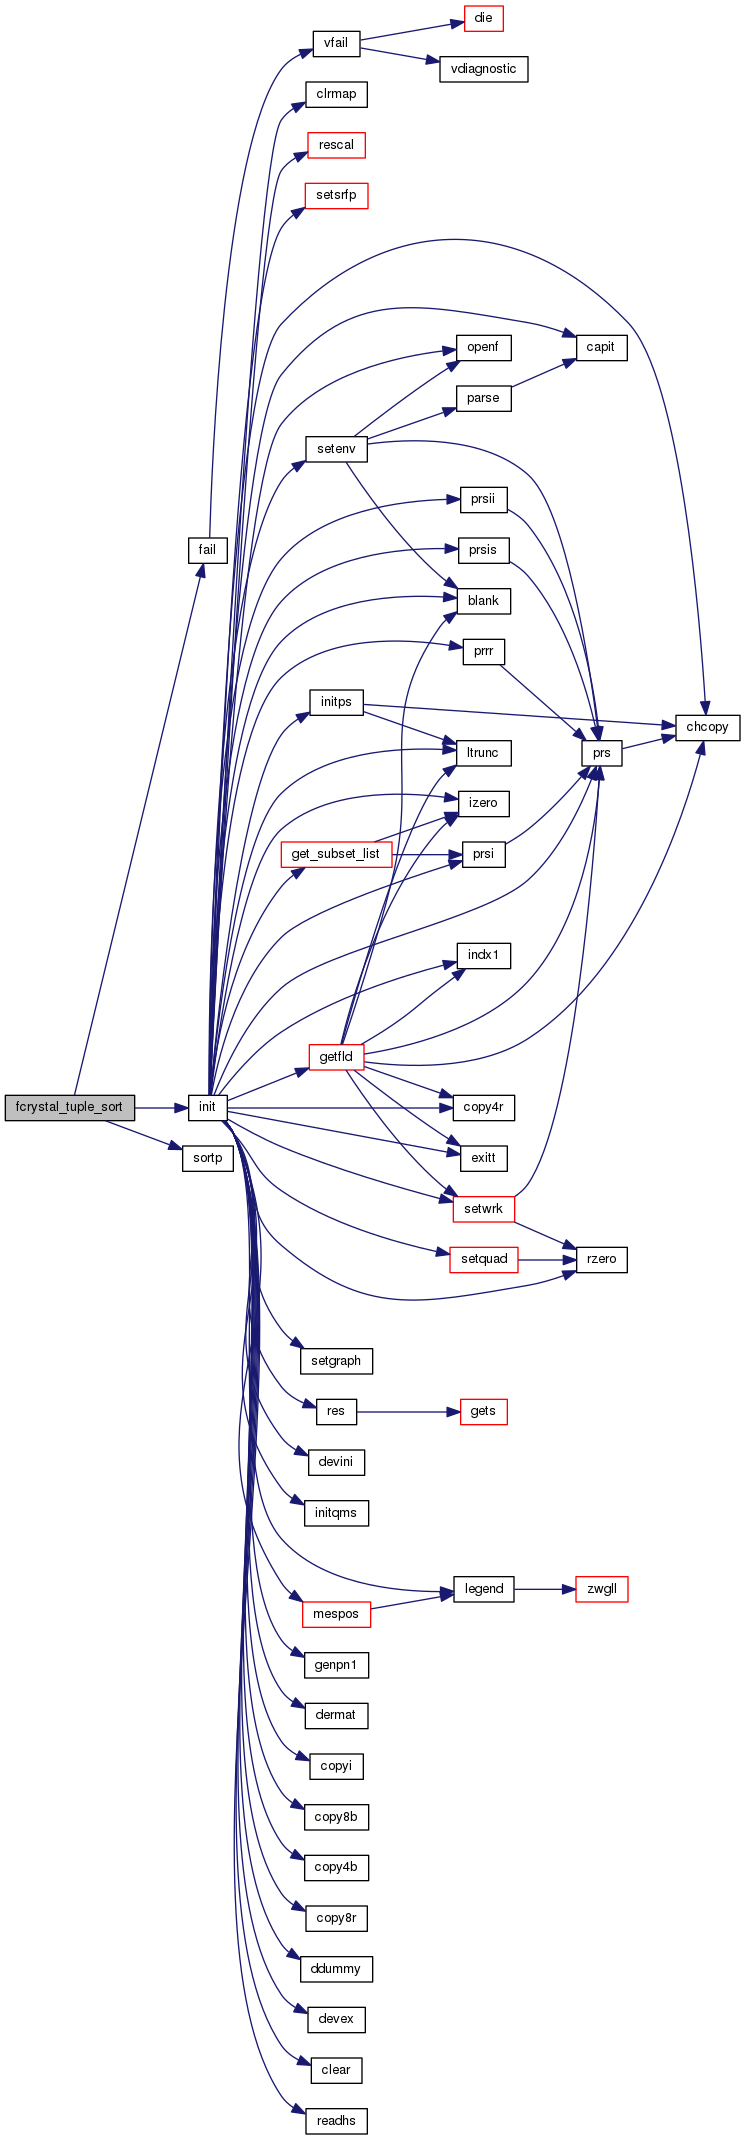 die
vfail
vdiagnostic
clrmap
rescal
setsrfp
openf
capit
parse
setenv
prsii
fail
prsis
blank
prrr
initps
chcopy
ltrunc
prs
izero
get_subset_list
prsi
indx1
getfld
fcrystal_tuple_sort
init
copy4r
sortp
exitt
setwrk
setquad
rzero
setgraph
res
gets
devini
initqms
legend
zwgll
mespos
genpn1
dermat
copyi
copy8b
copy4b
copy8r
ddummy
devex
clear
readhs